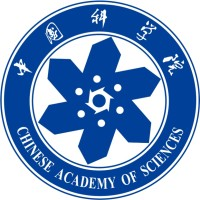 中国科学院
CHINESE ACADEMY OF SCIENCES